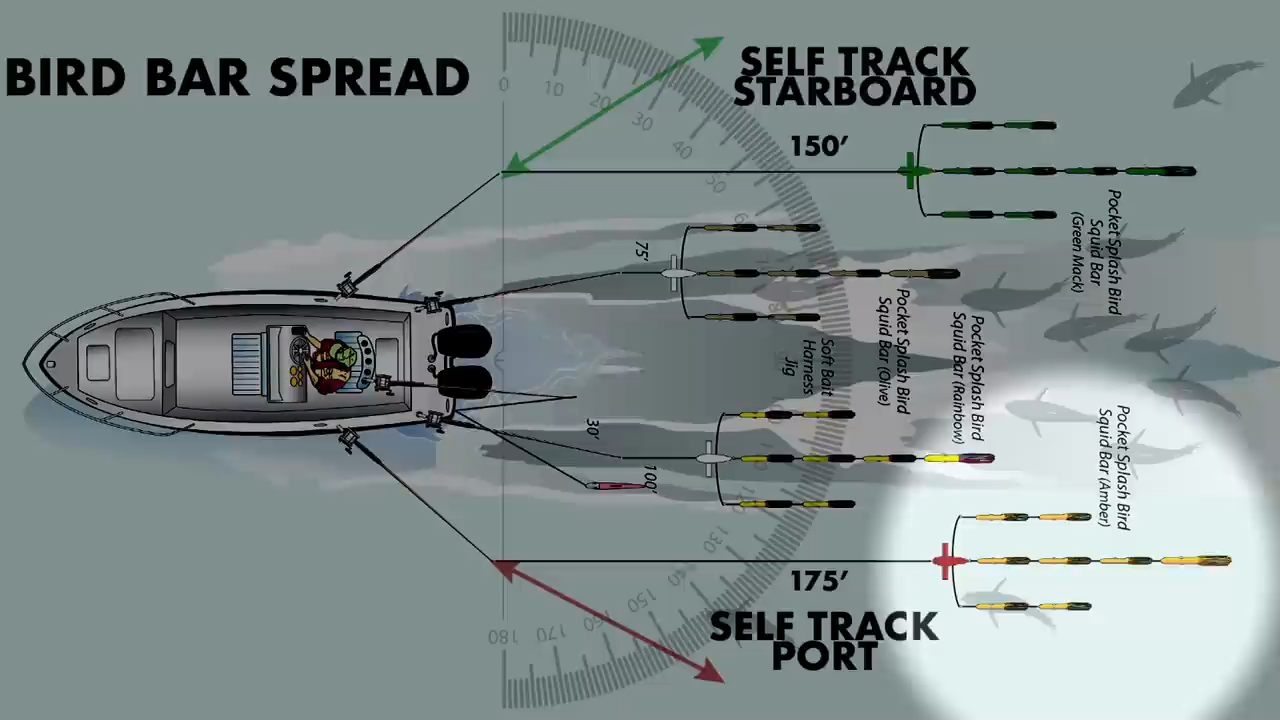 BIRD BAR SPREAD
SELF TRACK
STARBOARD
150’
0
10
20
30
40
50
Pocket Splash Bird
Squid Bar
(Green Mack)
75’
Pocket Splash Bird
Squid Bar (Olive)
Soft Bait
Harness
Jig
Pocket Splash Bird
Squid Bar (Rainbow)
Pocket Splash Bird
Squid Bar (Amber)
30’
100’
130
150
170
180
175’
SELF TRACK
PORT